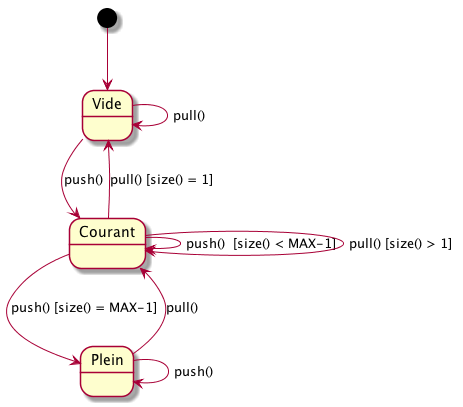 Vide
pull()
push()
pull() [size() = 1]
Courant
push()  [size() < MAX-1]
pull() [size() > 1]
push() [size() = MAX-1]
pull()
Plein
push()